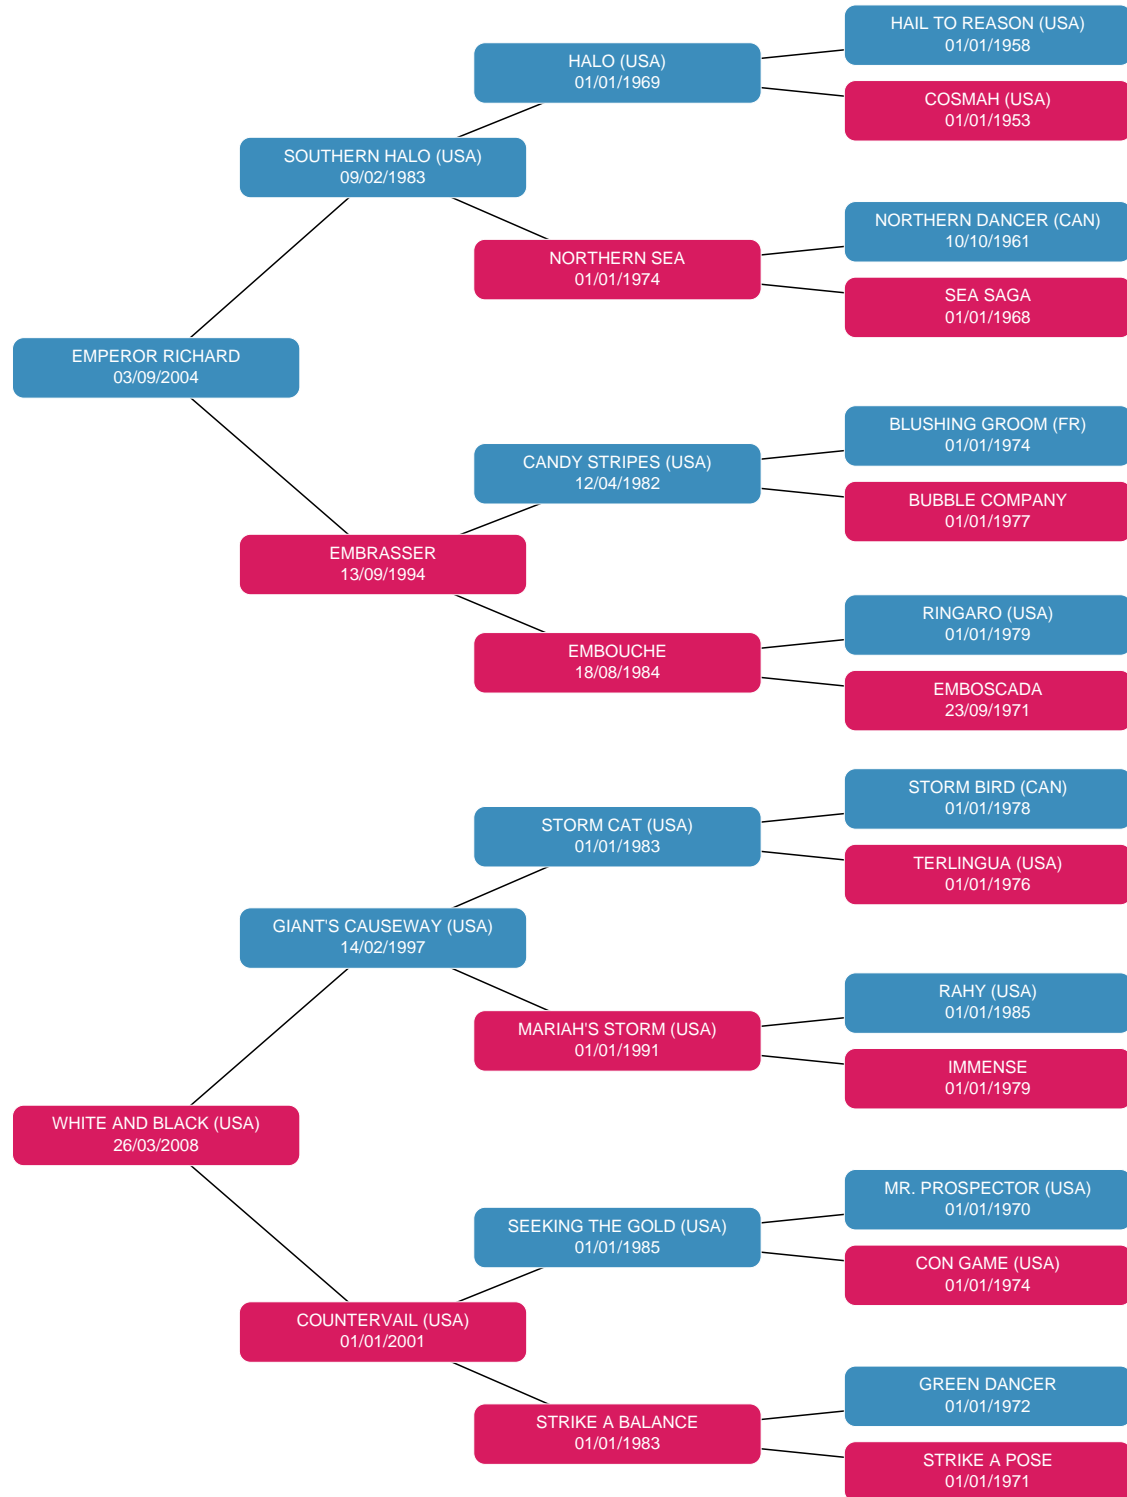 HAIL TO REASON (USA)
01/01/1958
HALO (USA)
01/01/1969
COSMAH (USA)
01/01/1953
SOUTHERN HALO (USA)
09/02/1983
NORTHERN DANCER (CAN)
10/10/1961
NORTHERN SEA
01/01/1974
SEA SAGA
01/01/1968
EMPEROR RICHARD
03/09/2004
BLUSHING GROOM (FR)
01/01/1974
CANDY STRIPES (USA)
12/04/1982
BUBBLE COMPANY
01/01/1977
EMBRASSER
13/09/1994
RINGARO (USA)
01/01/1979
EMBOUCHE
18/08/1984
EMBOSCADA
23/09/1971
STORM BIRD (CAN)
01/01/1978
STORM CAT (USA)
01/01/1983
TERLINGUA (USA)
01/01/1976
GIANT'S CAUSEWAY (USA)
14/02/1997
RAHY (USA)
01/01/1985
MARIAH'S STORM (USA)
01/01/1991
IMMENSE
01/01/1979
WHITE AND BLACK (USA)
26/03/2008
MR. PROSPECTOR (USA)
01/01/1970
SEEKING THE GOLD (USA)
01/01/1985
CON GAME (USA)
01/01/1974
COUNTERVAIL (USA)
01/01/2001
GREEN DANCER
01/01/1972
STRIKE A BALANCE
01/01/1983
STRIKE A POSE
01/01/1971